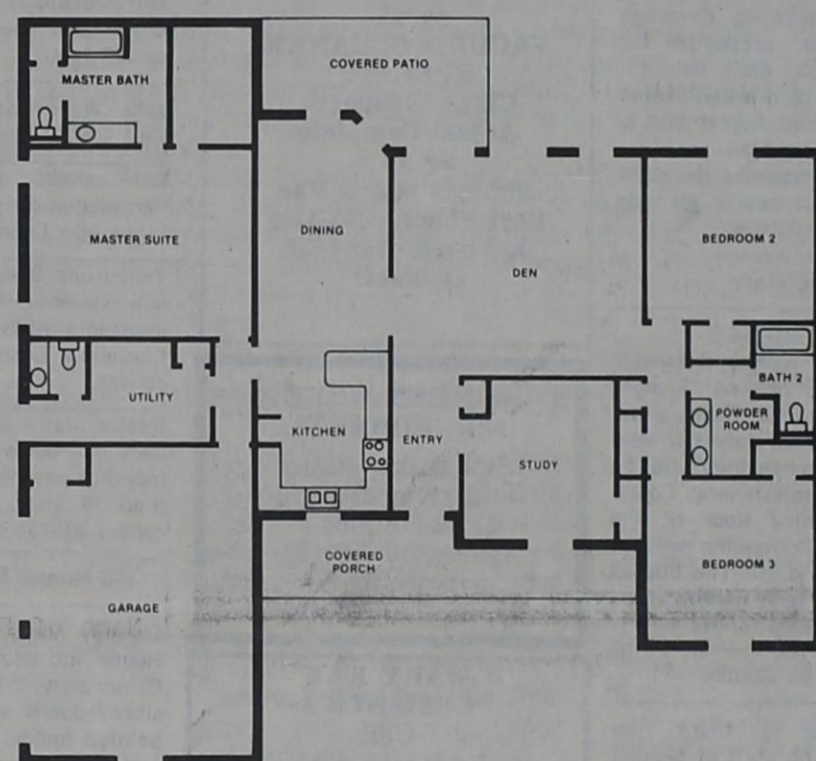 COVERED PATIO
MASTER BATH
DINING
MASTER SUITE
BEDROOM 2
DEN
BATH 2
UTILITY
POWDER
ROOM
KITCHEN
ENTRY
STUDY
COVERED
PORCH
BEDROOM 3
GARAGE